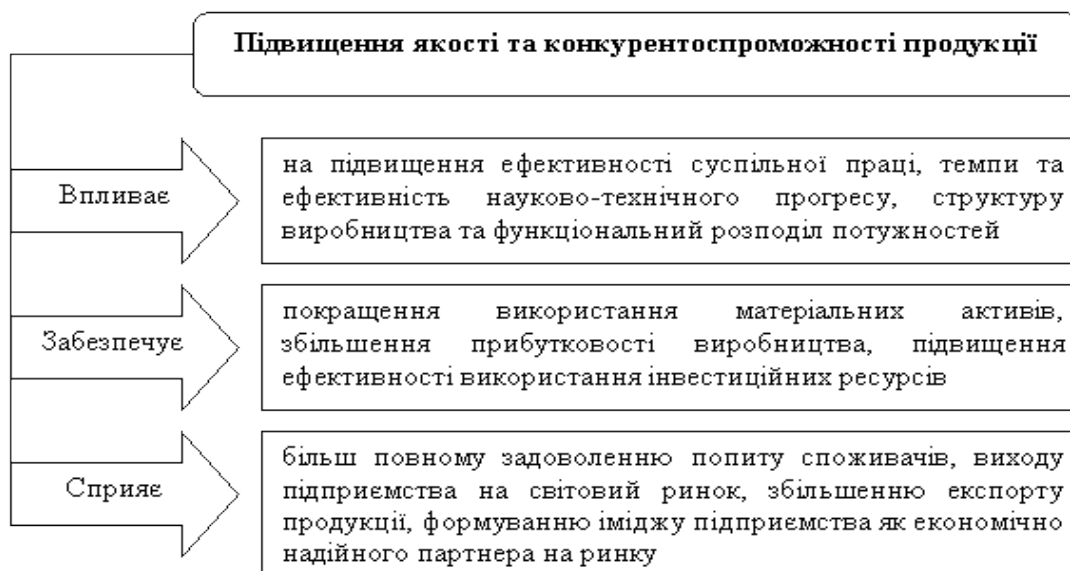 Підвищення якості та конкурентоспроможності продукції
Впливає
на підвищення ефективності суспільної праці, темпи та
ефективність науково-технічного прогресу, структуру
виробництва та функціональний розподіл потужностей
Забезпечує
покращення використання матеріальних активів,
збільшення прибутковості виробництва, підвищення
ефективності використання інвестиційних ресурсів
Сприяє
більш повному задоволенню попиту споживачів, виходу
підприємства на світовий ринок, збільшенню експорту
продукції, формуванню іміджу підприємства як економічно
надійного партнера на ринку